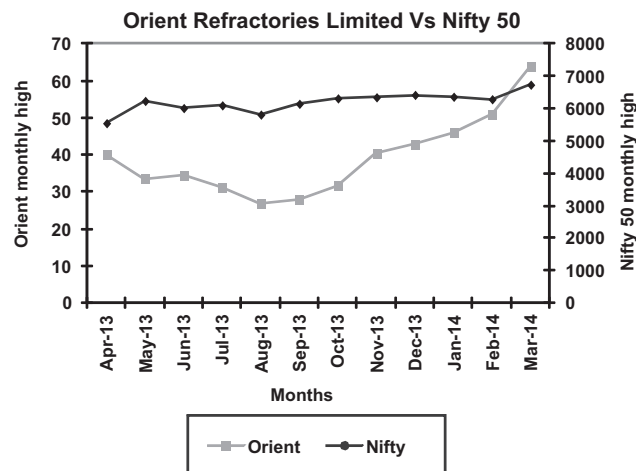 Orient Refractories Limited Vs Nifty 50
Orient monthly high
70
60
50
40
30
20
10
0
8000
7000
6000
5000
4000
3000
2000
1000
0
Nifty 50 monthly high
Apr-13
May-13
Jun-13
Jul-13
Aug-13
Sep-13
Oct-13
Nov-13
Dec-13
Jan-14
Feb-14
Mar-14
Months
Orient Nifty